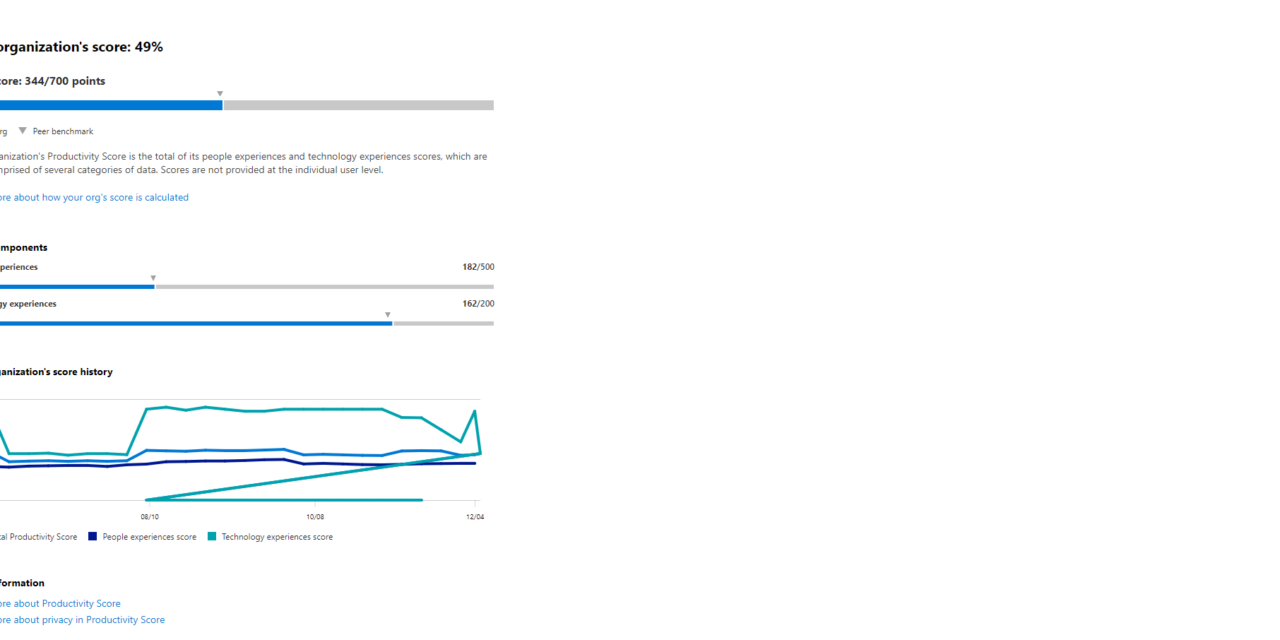 organization's score: 49%
core: 344/700 points
rg Peer benchmark
anization's Productivity Score is the total of its people experiences and technology experiences scores, which are
prised of several categories of data. Scores are not provided at the individual user level.
ore about how your org's score is calculated
mponents
periences 182/500
gy experiences 162/200
anization's score history
08/10 10/08 12/04
al Productivity Score People experiences score Technology experiences score
formation
ore about Productivity Score
ore about privacy in Productivity Score